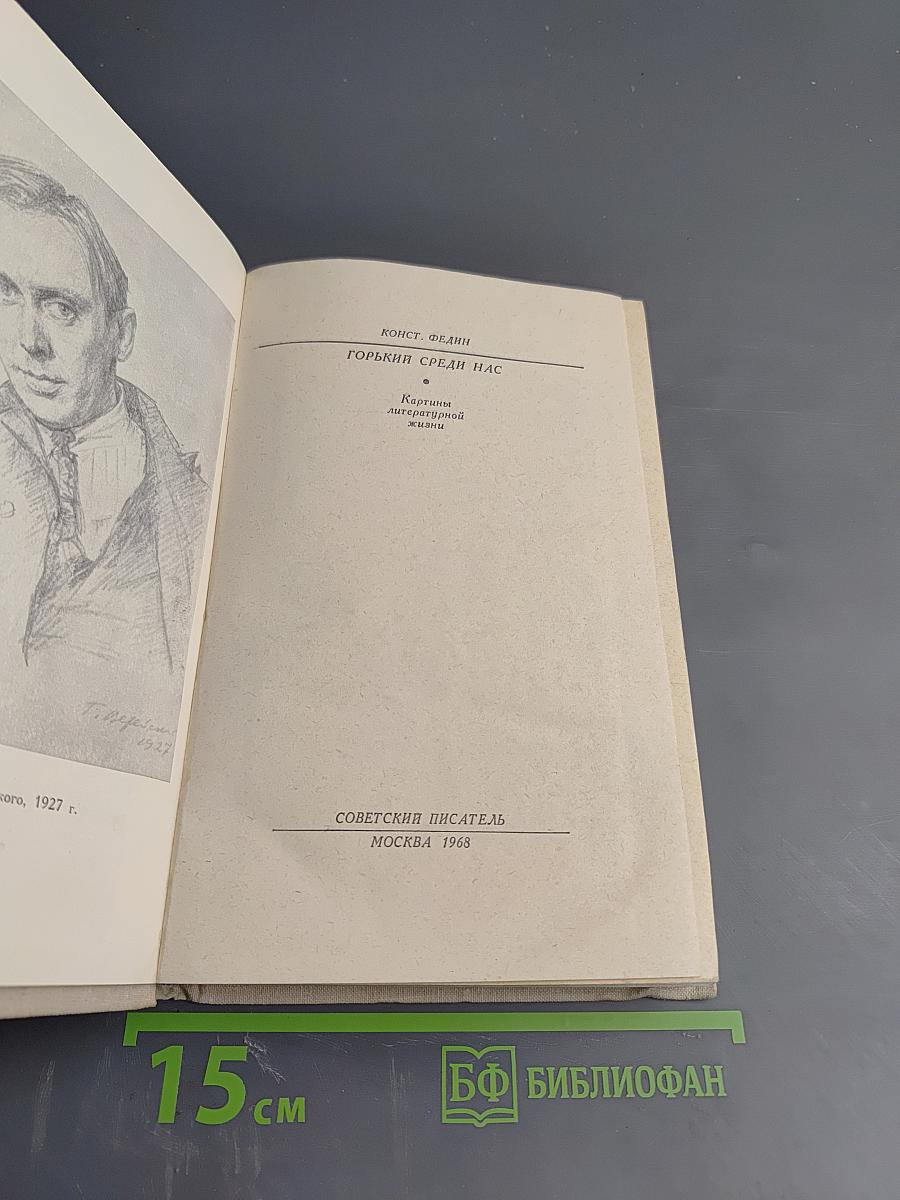 1927
кого, 1927 г.
КОНСТ. ФЕДИН
ГОРЬКИЙ СРЕДИ НАС
Картины
литературной
жизни
СОВЕТСКИЙ ПИСАТЕЛЬ
МОСКВА 1968
15 см
БФ БИБЛИОФАН